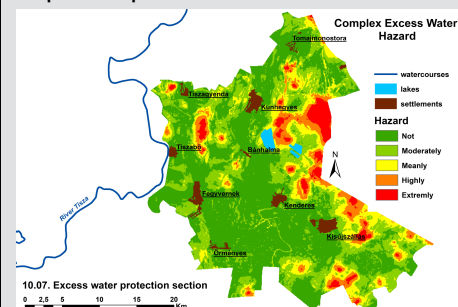 Complex Excess Water
Hazard
watercourses
lakes
settlements
Hazard
Not
Moderately
Meanly
Highly
Extremly
N
Tomajmonostora
Tiszagyenda
Kunhegyes
Tiszabő
Bánhalma
Fegyvernek
Kenderes
Kisújszállás
Örményes
River Tisza
10.07. Excess water protection section
0 2,5 5 10 15 20
Km